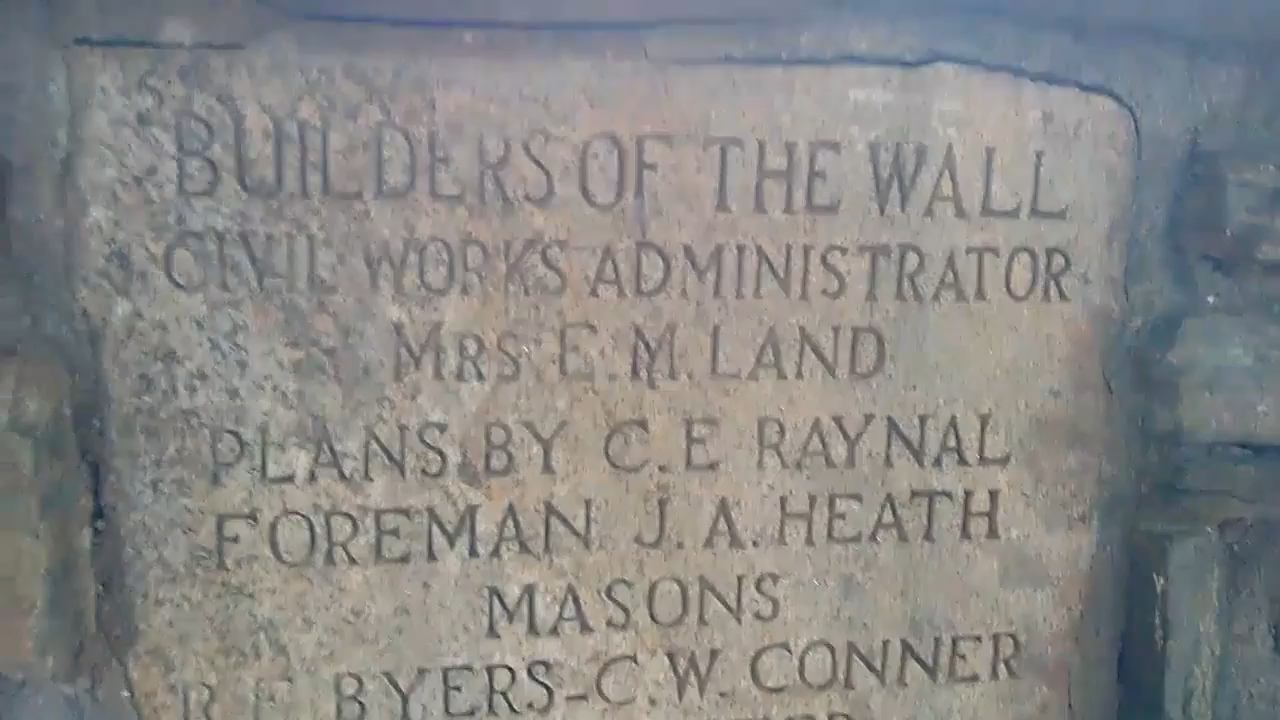 BUILDERS OF THE WALL
CIVIL WORKS ADMINISTRATOR
MRS. E. M. LAND
PLANS BY C. E. RAYNAL
FOREMAN J. A. HEATH
MASONS
BYERS-C.W. CONNER